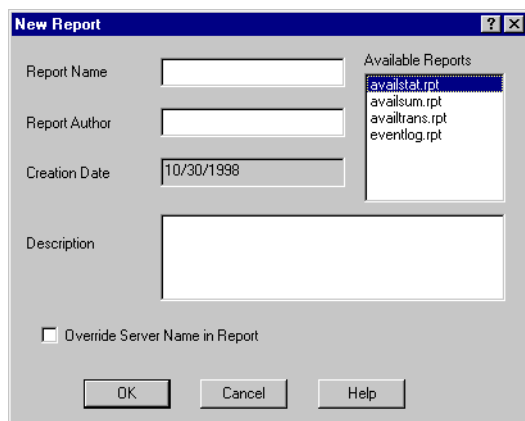 New Report
Report Name
Available Reports
availstat.rpt
availsum.rpt
availtrans.rpt
eventlog.rpt
Report Author
Creation Date
10/30/1998
Description
Override Server Name in Report
OK
Cancel
Help